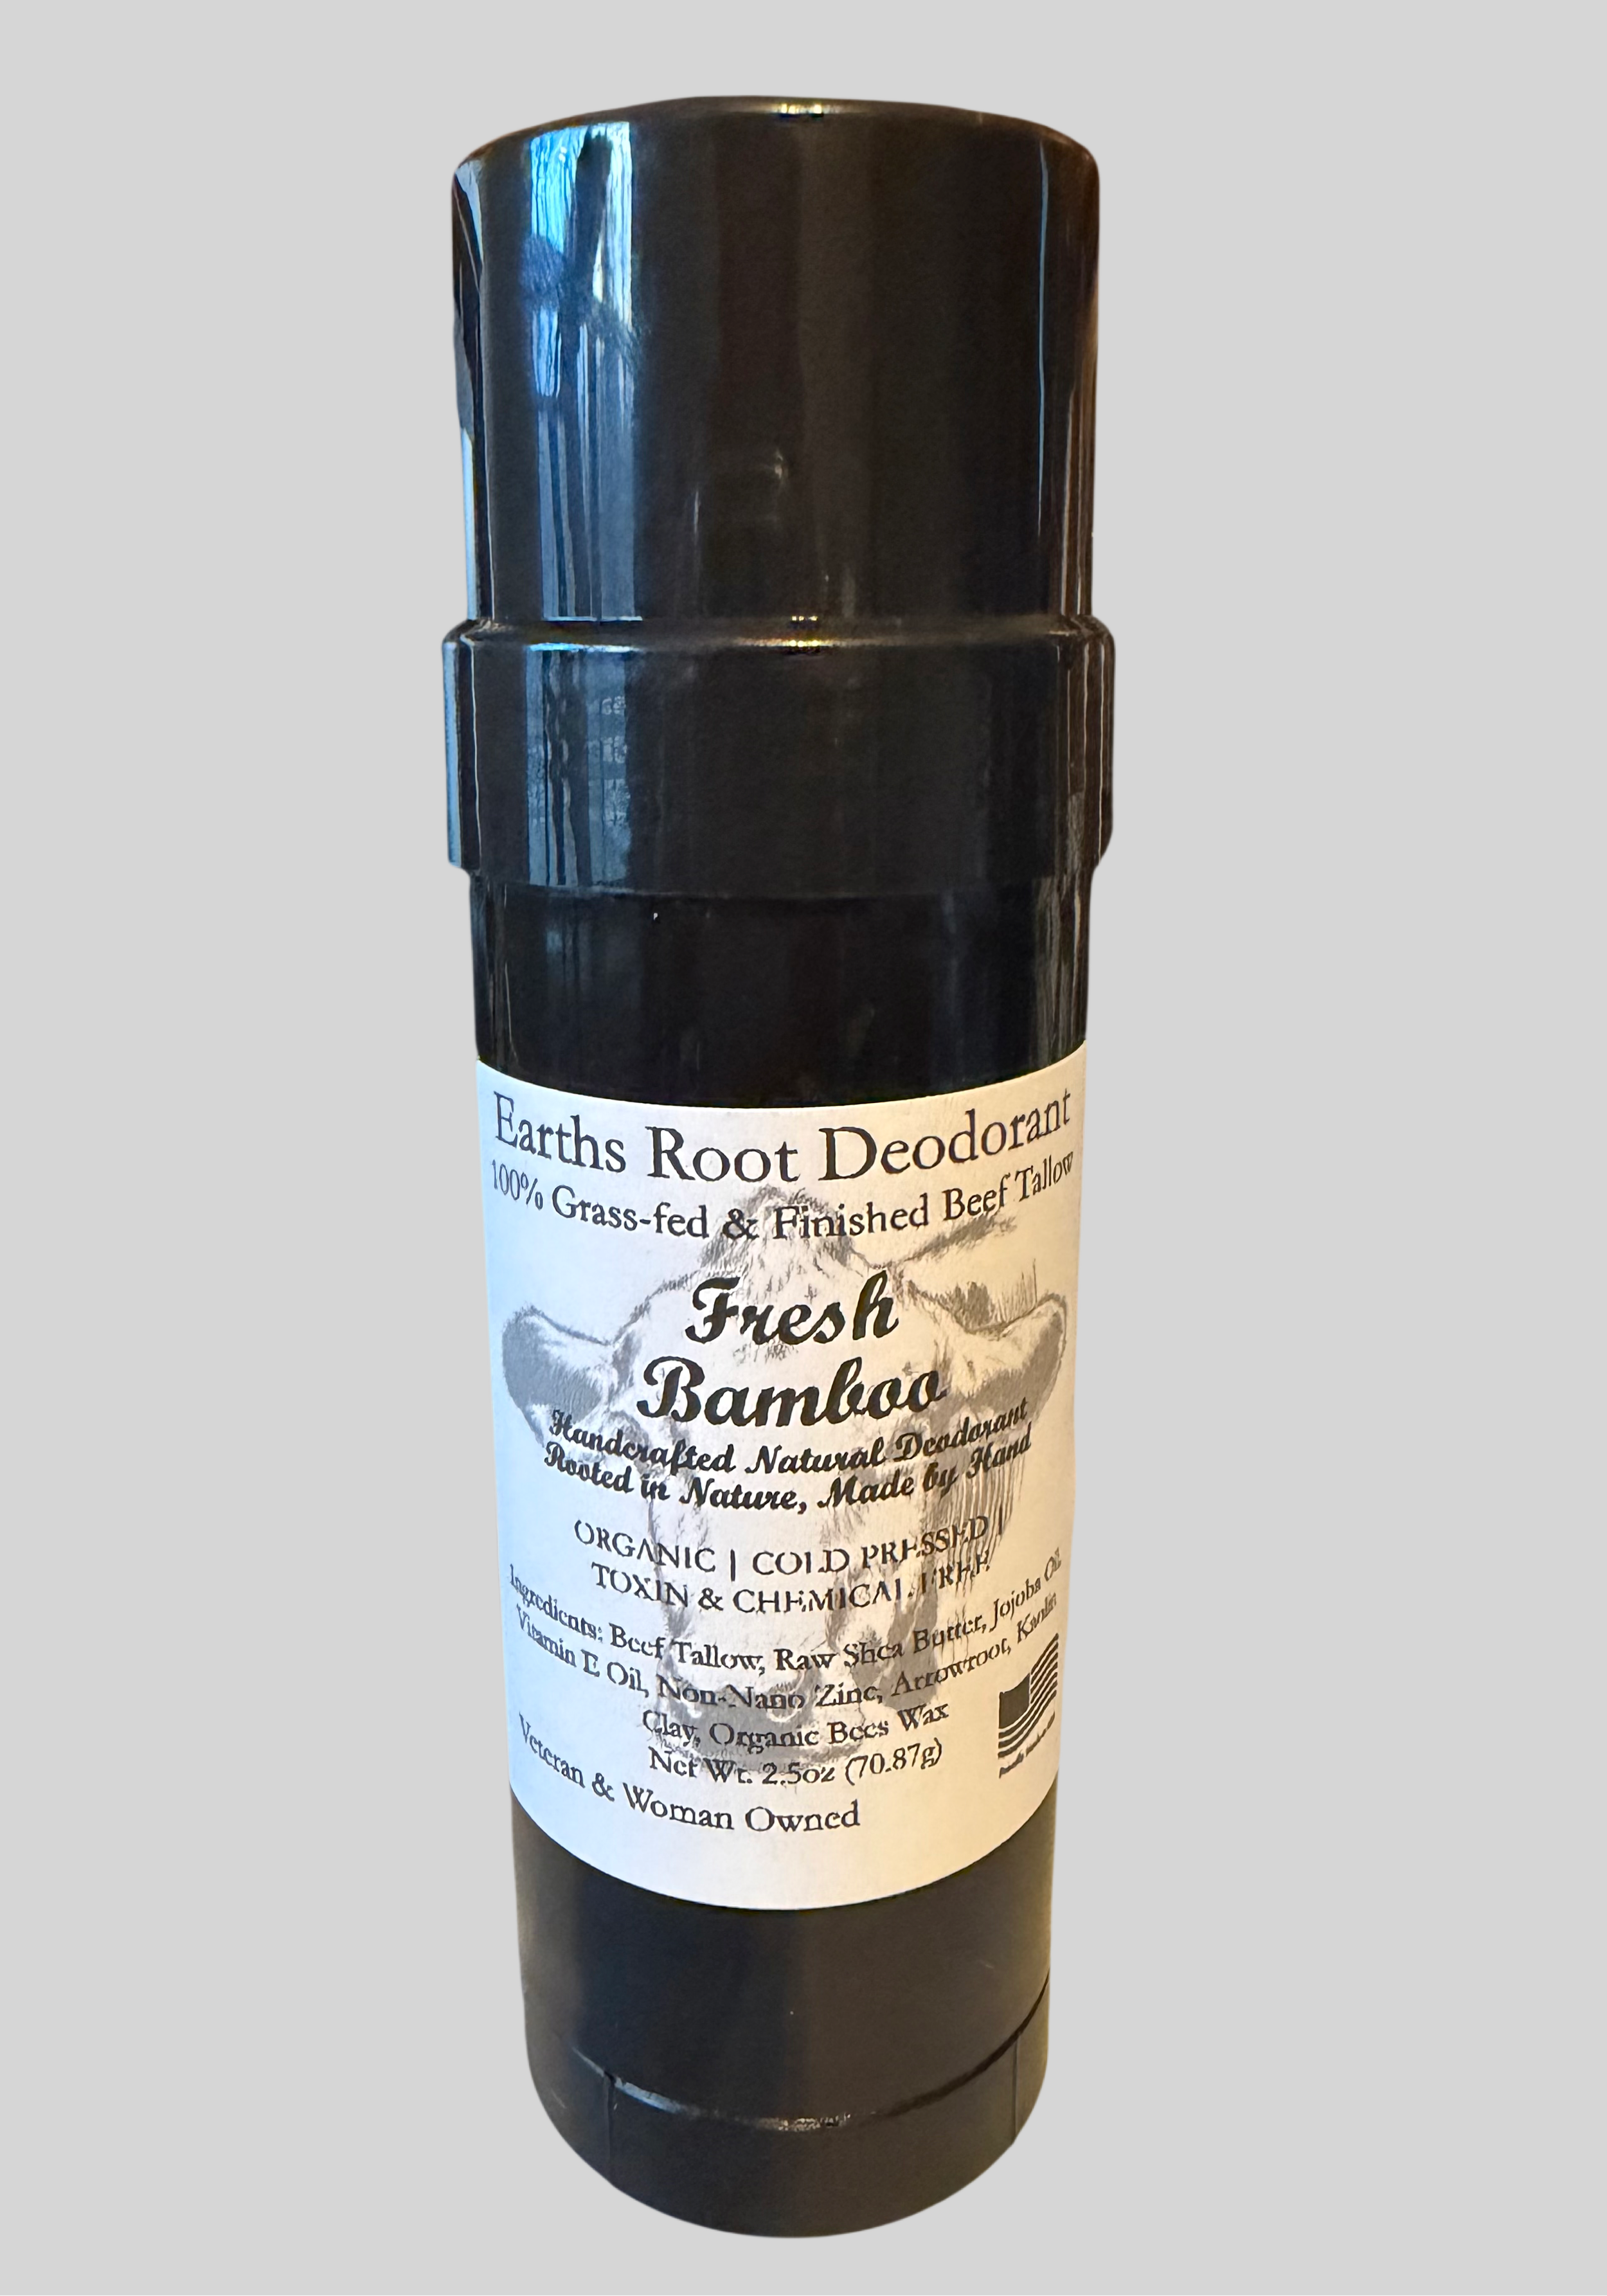 Earths Root Deodorant
100% Grass-fed & Finished Beef Tallow
Fresh
Bamboo
Handcrafted Natural Deodorant
Rooted in Nature, Made by Hand
ORGANIC | COLD PRESSED |
TOXIN & CHEMICAL FREE
Ingredients: Beef Tallow, Raw Shea Butter, Jojoba Oil,
Vitamin E Oil, Non-Nano Zinc, Arrowroot, Kaolin
Clay, Organic Bees Wax
Net Wt. 2.5oz (70.87g)
Veteran & Woman Owned
Proudly